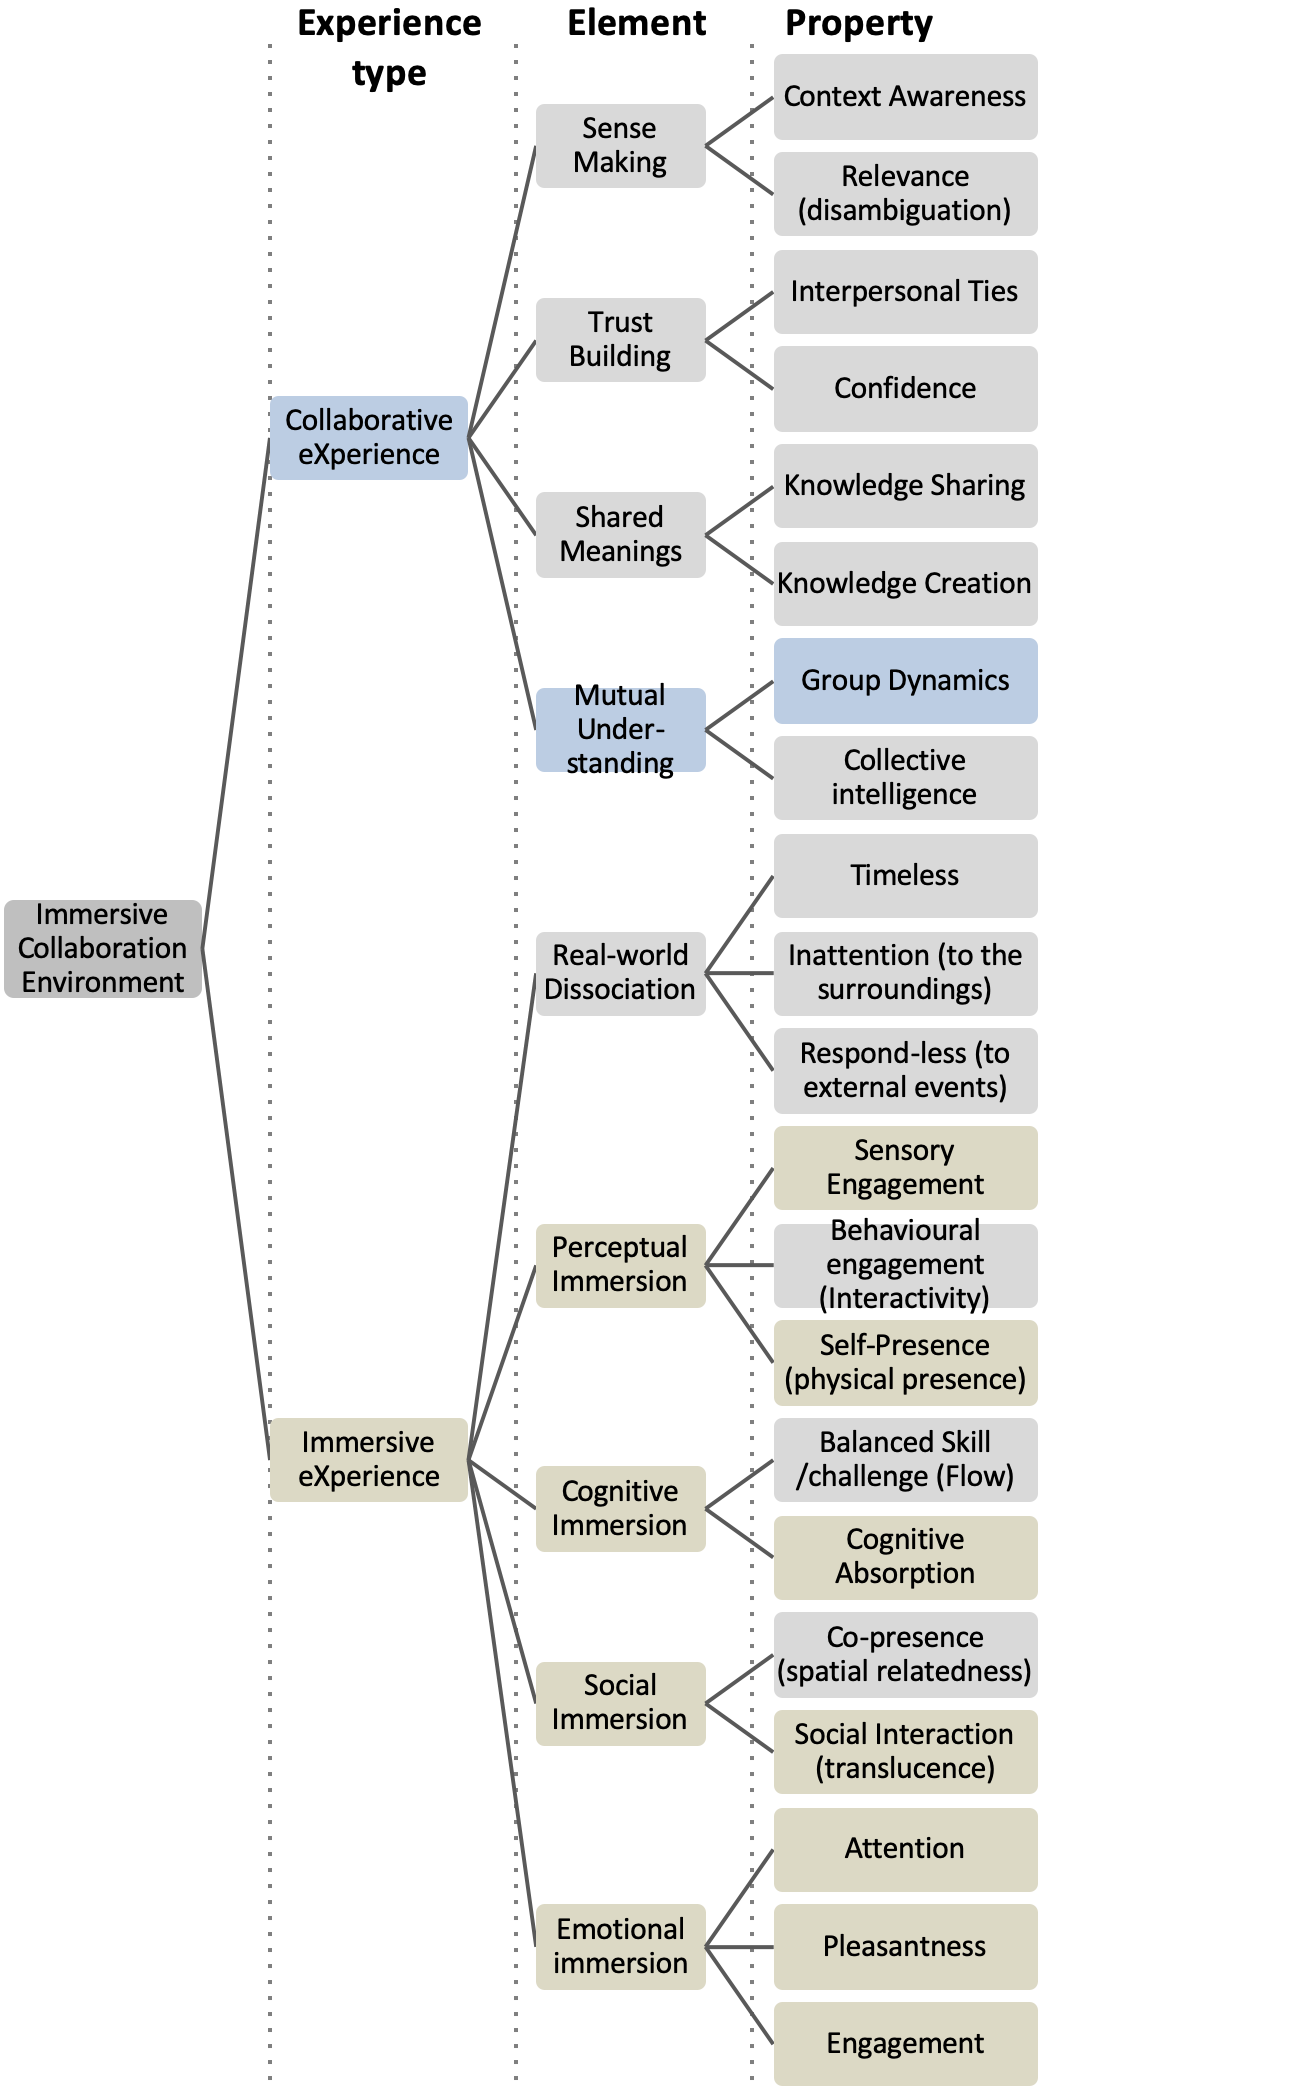 Experience
type
Element
Property
Immersive
Collaboration
Environment
Collaborative
eXperience
Sense
Making
Context Awareness
Relevance
(disambiguation)
Trust
Building
Interpersonal Ties
Confidence
Shared
Meanings
Knowledge Sharing
Knowledge Creation
Mutual
Under-
standing
Group Dynamics
Collective
intelligence
Immersive
eXperience
Real-world
Dissociation
Timeless
Inattention (to the
surroundings)
Respond-less (to
external events)
Perceptual
Immersion
Sensory
Engagement
Behavioural
engagement
(Interactivity)
Self-Presence
(physical presence)
Cognitive
Immersion
Balanced Skill
/challenge (Flow)
Cognitive
Absorption
Social
Immersion
Co-presence
(spatial relatedness)
Social Interaction
(translucence)
Emotional
immersion
Attention
Pleasantness
Engagement